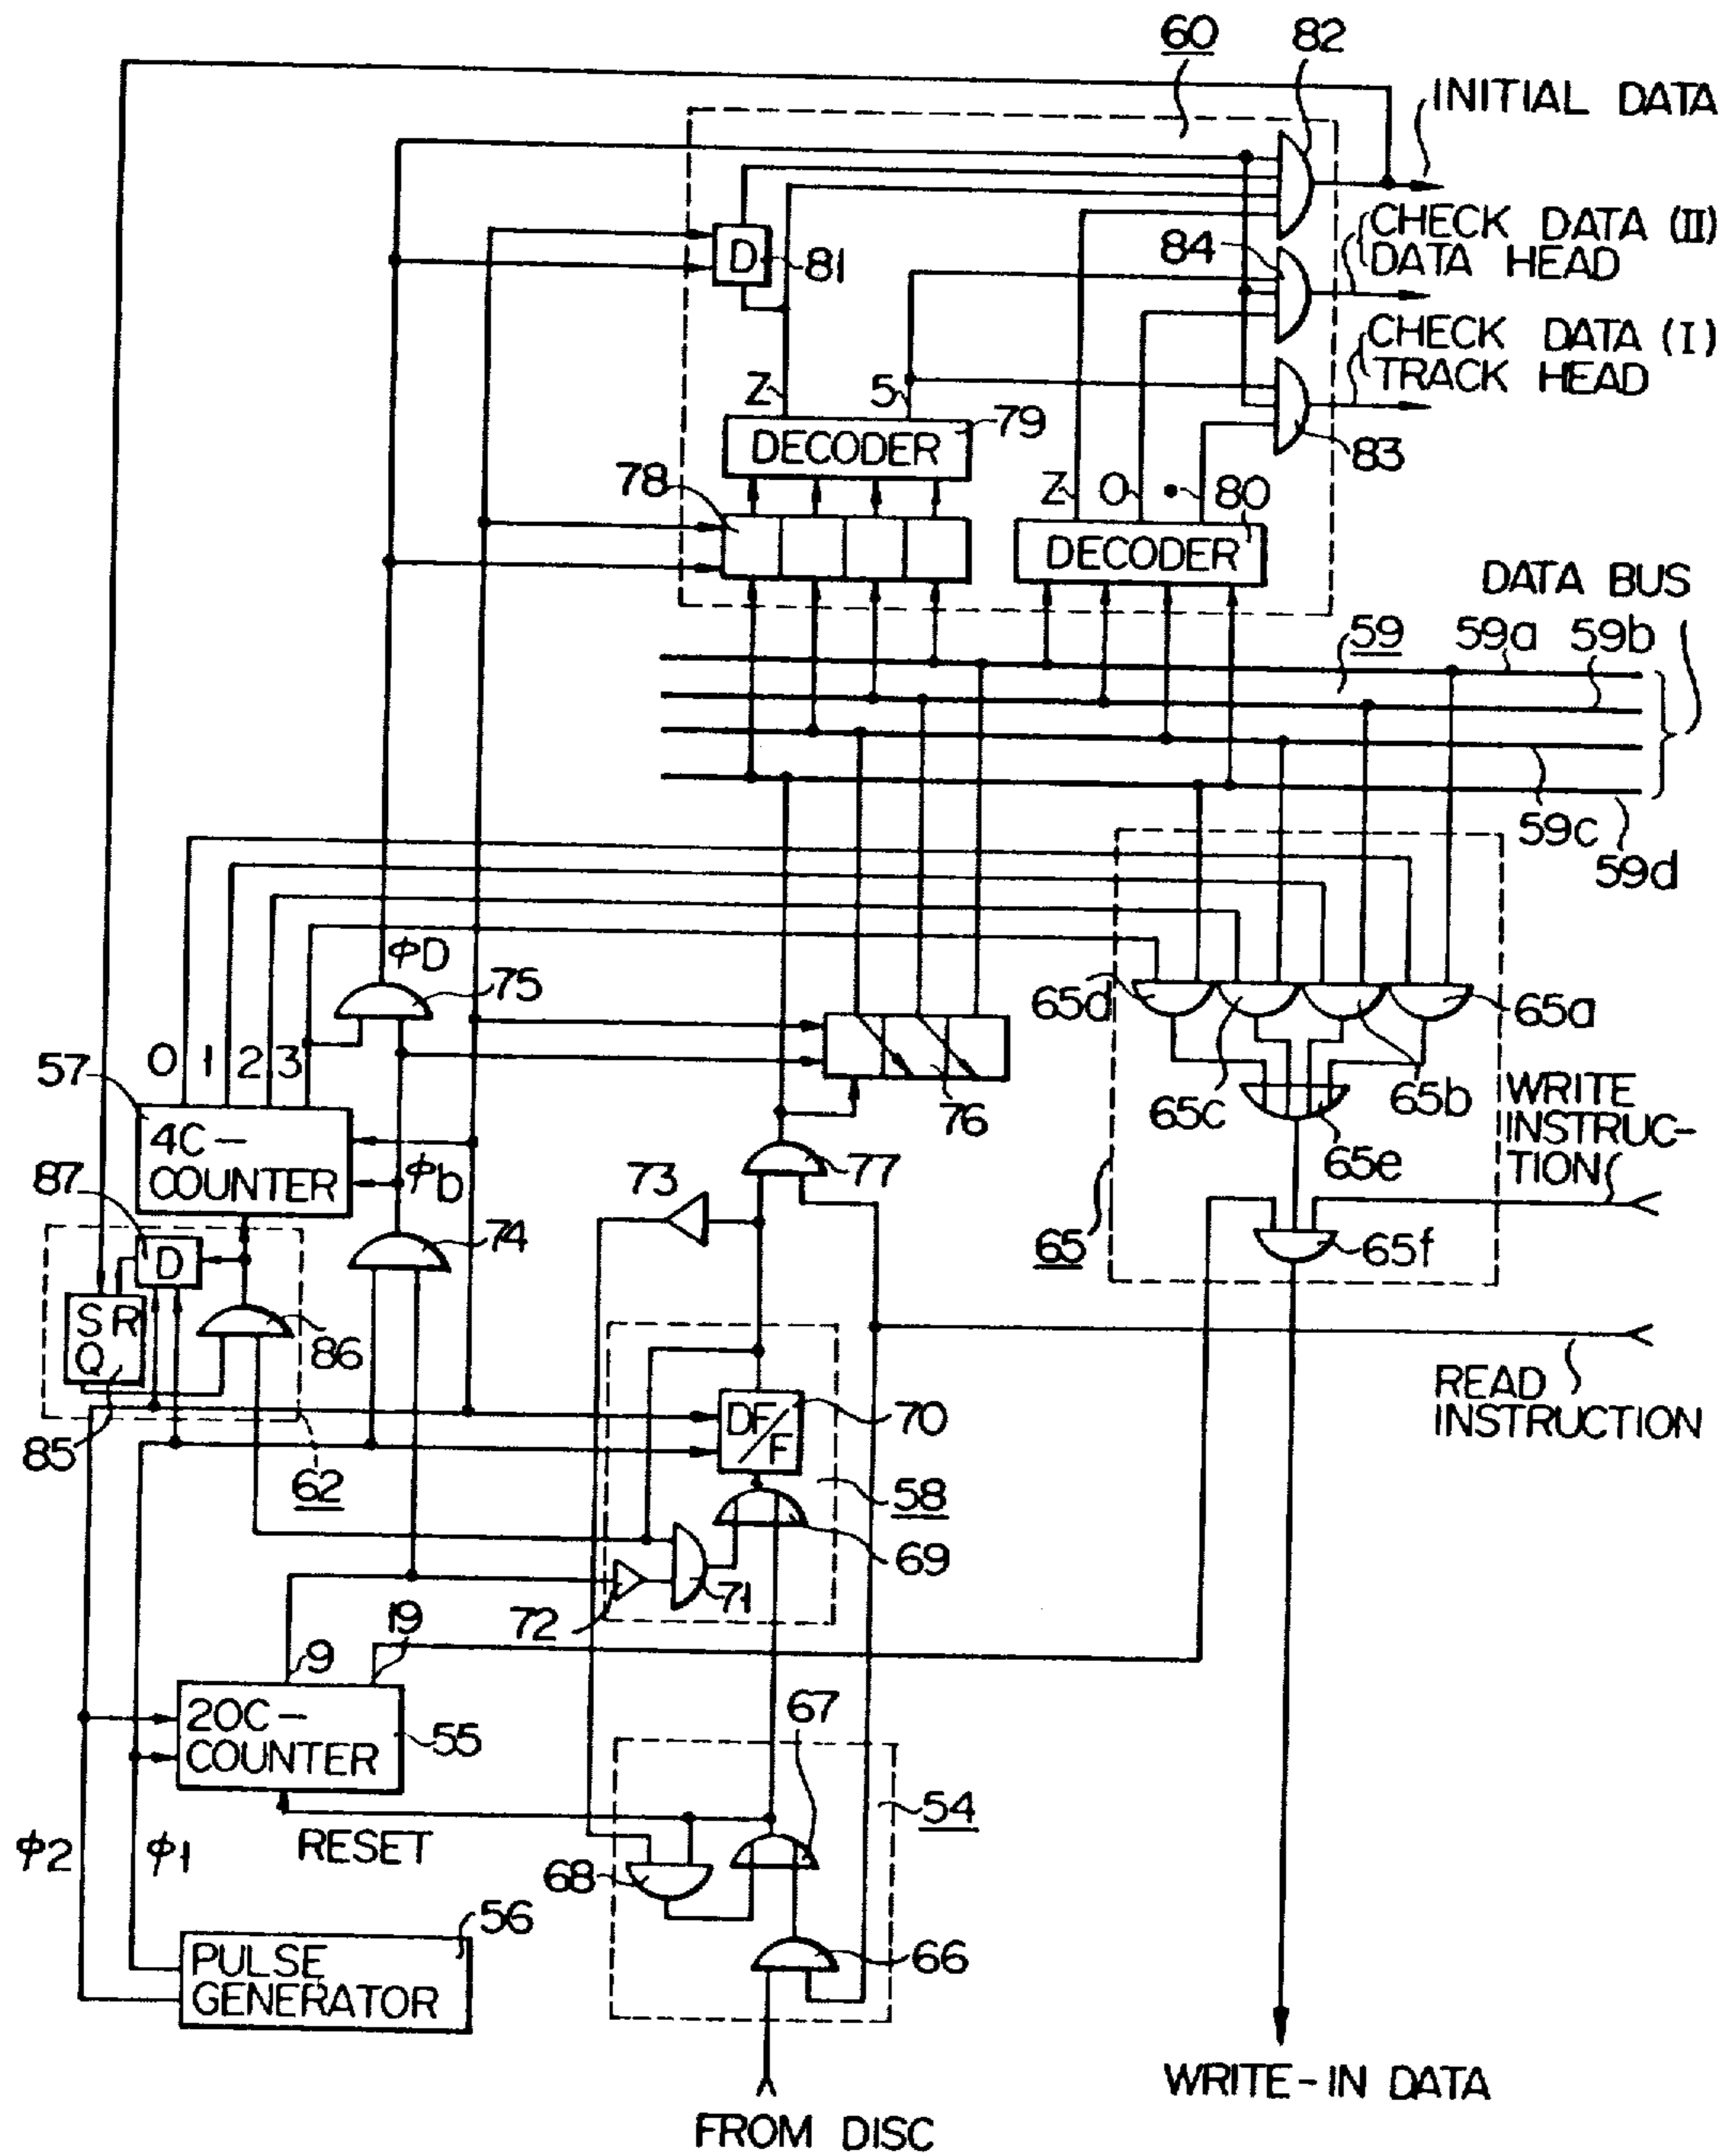 60
82
INITIAL DATA
CHECK DATA (II)
DATA HEAD
84
D
81
CHECK DATA (I)
TRACK HEAD
Z
5
DECODER
79
83
78
Z
0
•
80
DECODER
DATA BUS
59
59a
59b
59c
59d
φD
75
65d
65a
0
1
2
3
57
76
65c
65b
WRITE
INSTRUC-
TION
4C-
COUNTER
φb
77
65e
87
73
D
74
65
65f
S R
Q
86
READ
INSTRUCTION
DF/F
70
85
62
58
69
71
72
9
19
20C-
COUNTER
55
67
54
φ2
φ1
RESET
68
56
PULSE
GENERATOR
66
WRITE-IN DATA
FROM DISC